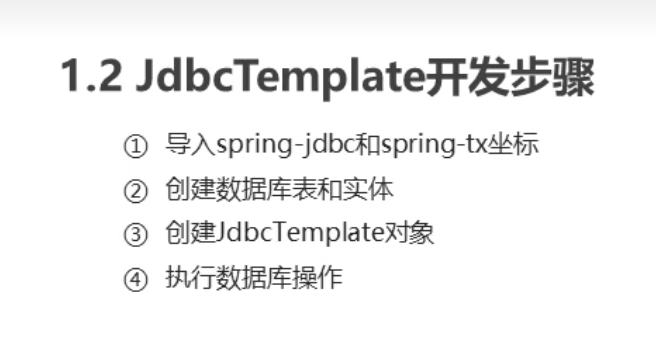 1.2 JdbcTemplate开发步骤
① 导入spring-jdbc和spring-tx坐标
② 创建数据库表和实体
③ 创建JdbcTemplate对象
④ 执行数据库操作